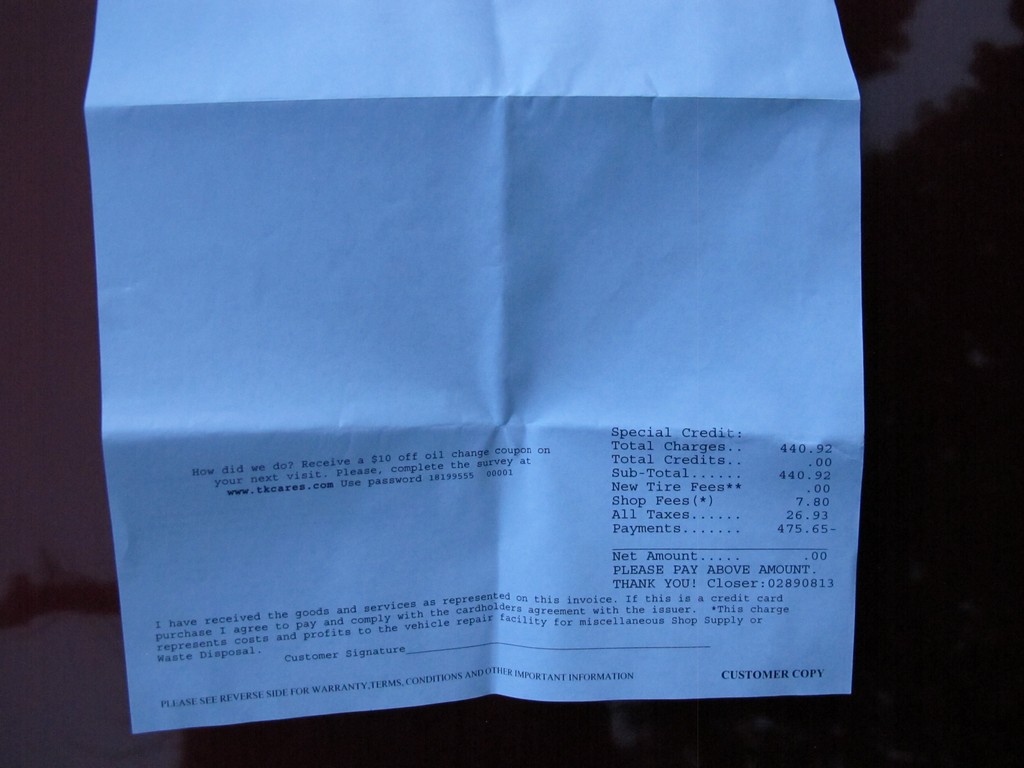 How did we do? Receive a $10 off oil change coupon on
your next visit. Please, complete the survey at
www.tkcares.com Use password 18199555 00001
Special Credit:
Total Charges.. 440.92
Total Credits.. .00
Sub-Total...... 440.92
New Tire Fees** .00
Shop Fees(*) 7.80
All Taxes...... 26.93
Payments....... 475.65-
Net Amount..... .00
PLEASE PAY ABOVE AMOUNT.
THANK YOU! Closer:02890813
I have received the goods and services as represented on this invoice. If this is a credit card
purchase I agree to pay and comply with the cardholders agreement with the issuer. *This charge
represents costs and profits to the vehicle repair facility for miscellaneous Shop Supply or
Waste Disposal. Customer Signature
PLEASE SEE REVERSE SIDE FOR WARRANTY,TERMS, CONDITIONS AND OTHER IMPORTANT INFORMATION CUSTOMER COPY